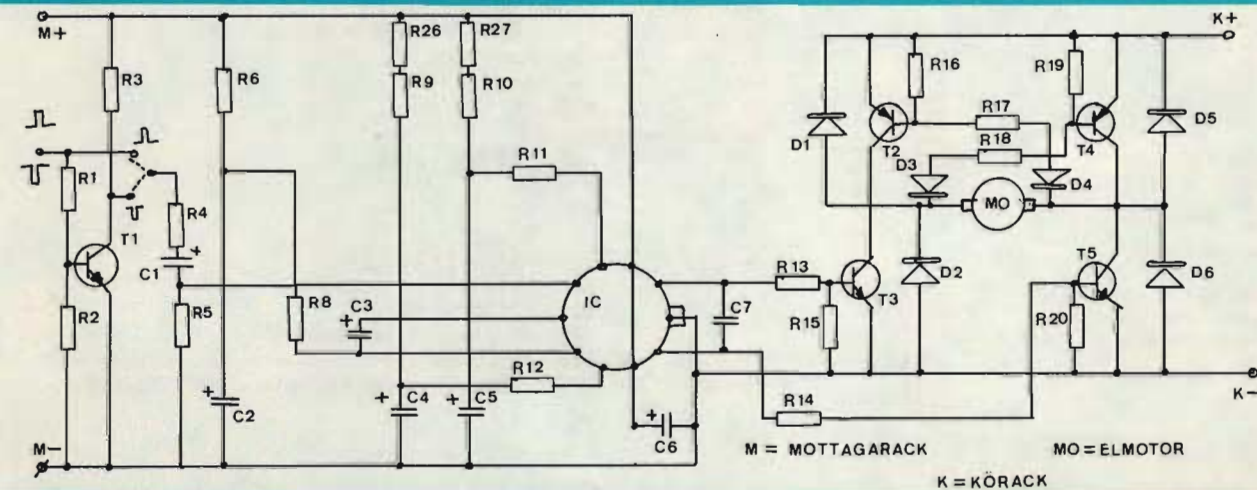 M+
R3
R6
R26
R27
R9
R10
R1
R4
R11
T1
C1
R2
R5
R8
C3
IC
R12
C2
C4
C5
C6
M-
C7
R13
R15
T3
R14
D1
R16
T2
D3
R17
R18
D4
MO
D2
R19
T4
D5
T5
R20
D6
K+
K-
M = MOTTAGARACK
MO = ELMOTOR
K = KÖRACK